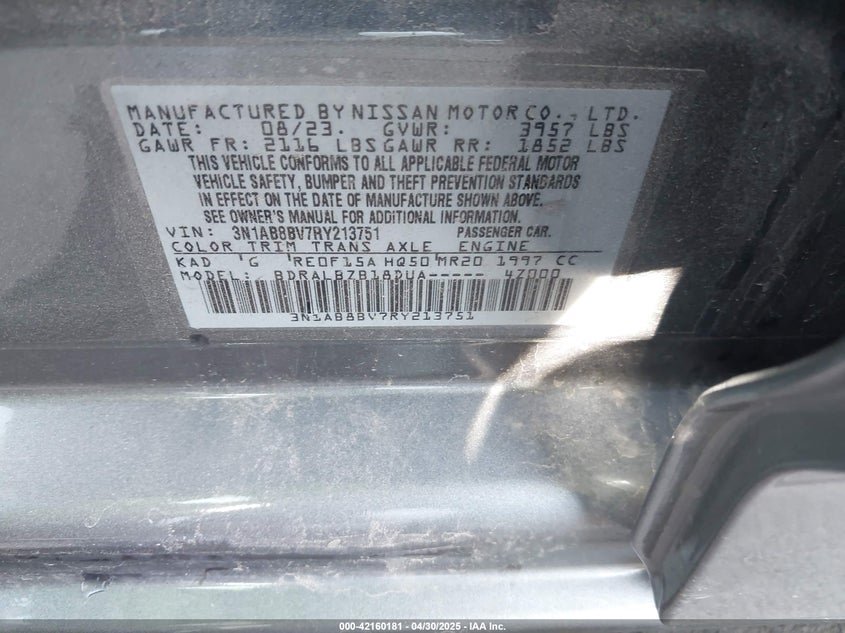 MANUFACTURED BY NISSAN MOTOR CO., LTD.
DATE: 08/23. GVWR: 3957 LBS
GAWR FR: 2116 LBS GAWR RR: 1852 LBS
THIS VEHICLE CONFORMS TO ALL APPLICABLE FEDERAL MOTOR
VEHICLE SAFETY, BUMPER AND THEFT PREVENTION STANDARDS
IN EFFECT ON THE DATE OF MANUFACTURE SHOWN ABOVE.
SEE OWNER'S MANUAL FOR ADDITIONAL INFORMATION.
VIN: 3N1AB8BV7RY213751 PASSENGER CAR.
COLOR TRIM TRANS AXLE ENGINE
KAD 'G 'RE0F15A HQ50 'MR20 1997 CC
MODEL: BDRALBZB18DUA----- 4Z000
3N1AB8BV7RY213751
000-42160181 - 04/30/2025 - IAA Inc.